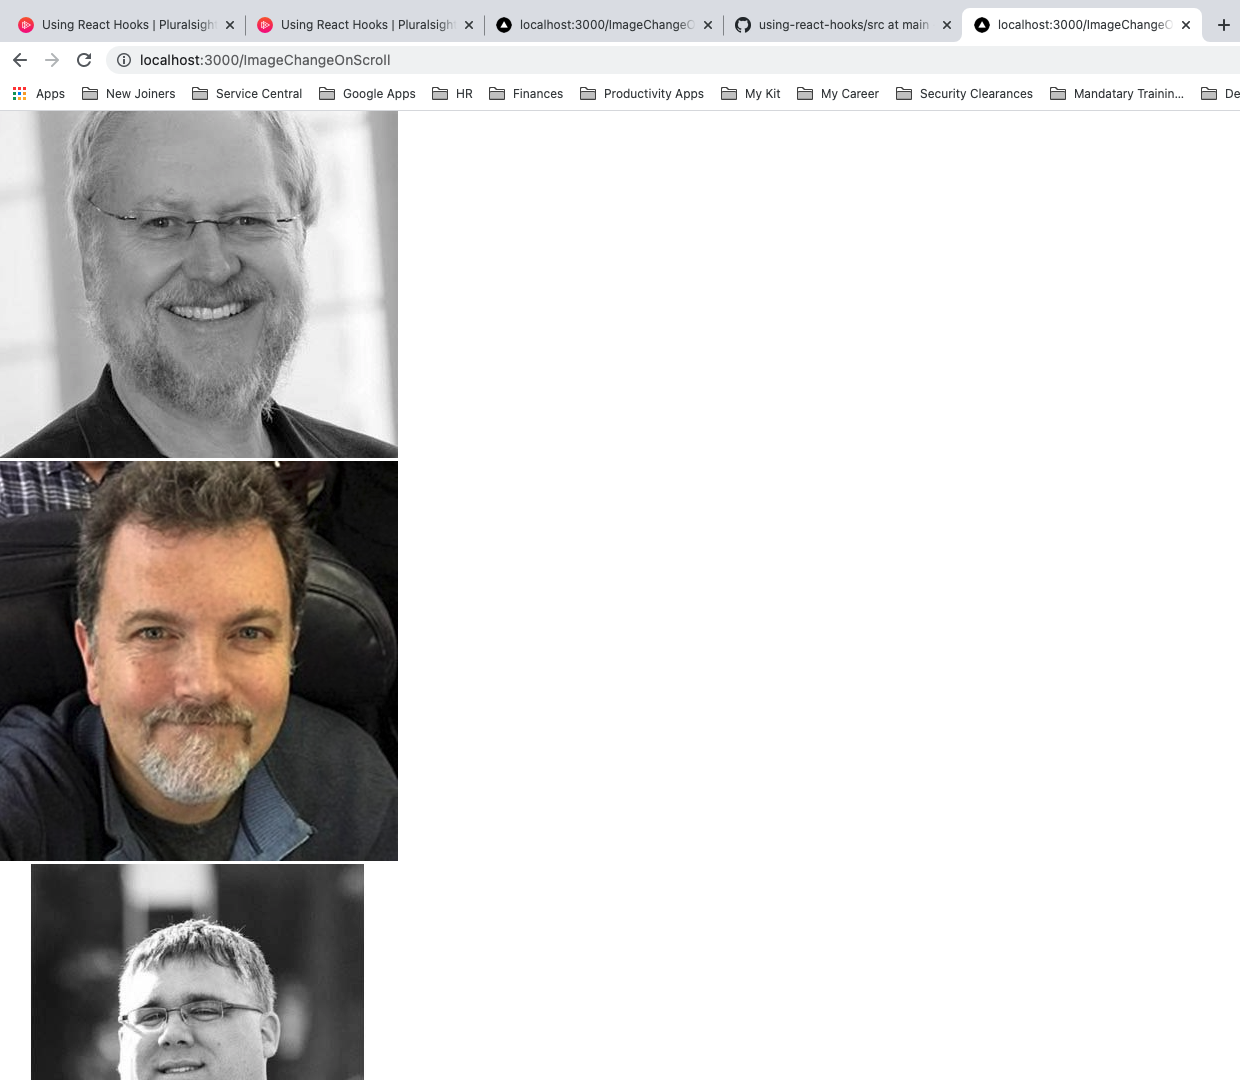 Using React Hooks | Pluralsight
Using React Hooks | Pluralsight
localhost:3000/ImageChangeO
using-react-hooks/src at main
localhost:3000/ImageChangeO
localhost:3000/ImageChangeOnScroll
Apps
New Joiners
Service Central
Google Apps
HR
Finances
Productivity Apps
My Kit
My Career
Security Clearances
Mandatary Trainin...
De